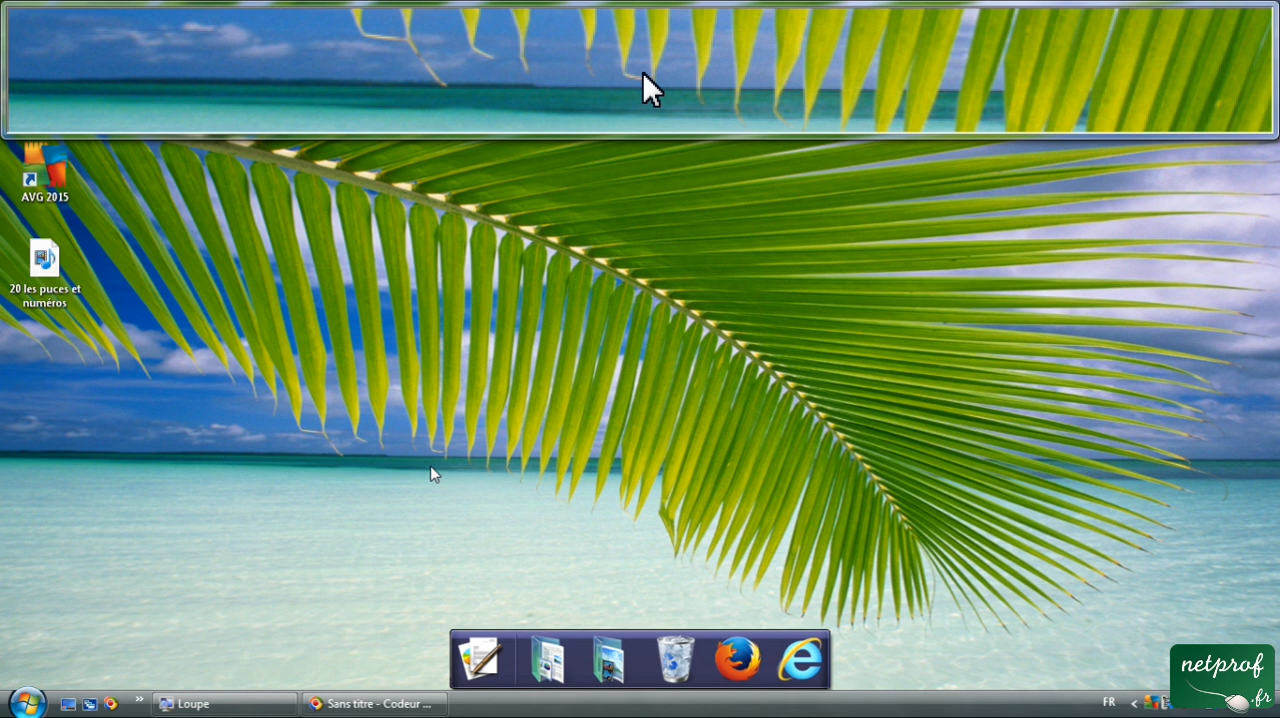 AVG 2015
20 les puces et
numéros
Loupe
Sans titre - Codeur ...
FR
netprof
.fr